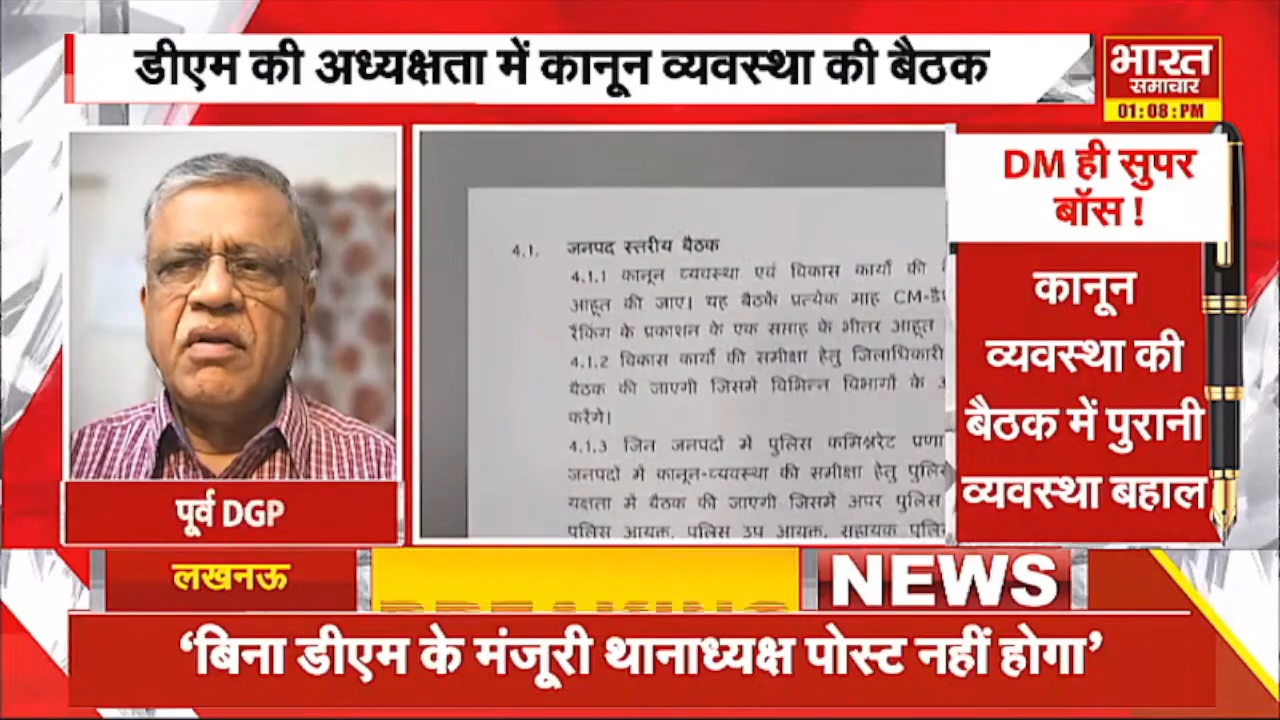 डीएम की अध्यक्षता में कानून व्यवस्था की बैठक
भारत
समाचार
01:08:PM
DM ही सुपर
बॉस !
कानून
व्यवस्था की
बैठक में पुरानी
व्यवस्था बहाल
4.1. जनपद स्तरीय बैठक
4.1.1 कानून व्यवस्था एवं विकास कार्यों की
आहूत की जाए। यह बैठकें प्रत्येक माह
रैंकिंग के प्रकाशन के एक सप्ताह के भीतर आहूत
4.1.2 विकास कार्यों की समीक्षा हेतु जिलाधिकारी
बैठक की जाएगी जिसमें विभिन्न विभागों के
करेंगे।
4.1.3 जिन जनपदों में पुलिस कमिश्नरेट
जनपदों में कानून-व्यवस्था की समीक्षा हेतु
यक्षता में बैठक की जाएगी जिसमें अपर पुलिस
पुलिस आयुक्त, पुलिस उप आयुक्त, सहायक
पूर्व DGP
लखनऊ
NEWS
‘बिना डीएम के मंजूरी थानाध्यक्ष पोस्ट नहीं होगा’